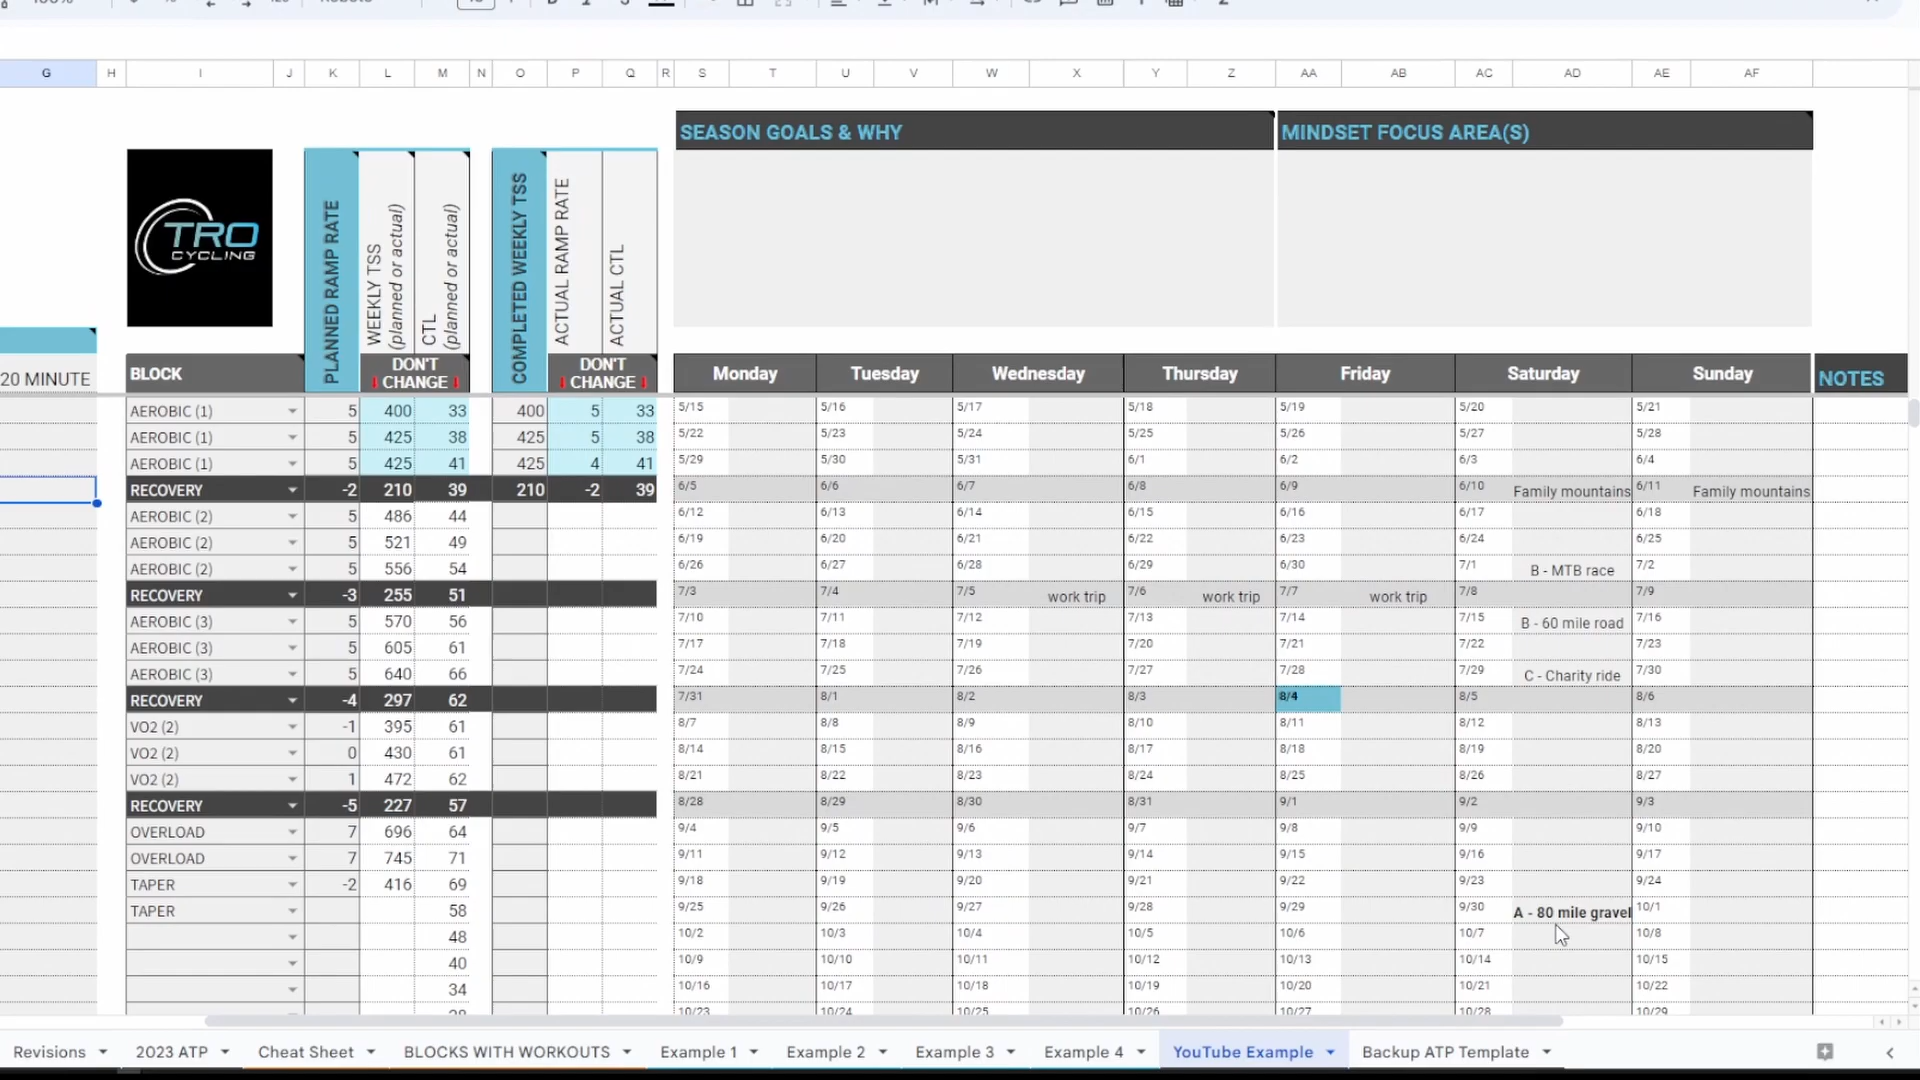 G H I J K L M N O P Q R S T U V W X Y Z AA AB AC AD AE AF
SEASON GOALS & WHY MINDSET FOCUS AREA(S)
TRO
CYCLING
PLANNED RAMP RATE
WEEKLY TSS
(planned or actual)
CTL
(planned or actual)
COMPLETED WEEKLY TSS
ACTUAL RAMP RATE
ACTUAL CTL
20 MINUTE BLOCK DON'T CHANGE DON'T CHANGE Monday Tuesday Wednesday Thursday Friday Saturday Sunday NOTES
AEROBIC (1) 5 400 33 400 5 33 5/15 5/16 5/17 5/18 5/19 5/20 5/21
AEROBIC (1) 5 425 38 425 5 38 5/22 5/23 5/24 5/25 5/26 5/27 5/28
AEROBIC (1) 5 425 41 425 4 41 5/29 5/30 5/31 6/1 6/2 6/3 6/4
RECOVERY -2 210 39 210 -2 39 6/5 6/6 6/7 6/8 6/9 6/10 Family mountains 6/11 Family mountains
AEROBIC (2) 5 486 44 6/12 6/13 6/14 6/15 6/16 6/17 6/18
AEROBIC (2) 5 521 49 6/19 6/20 6/21 6/22 6/23 6/24 6/25
AEROBIC (2) 5 556 54 6/26 6/27 6/28 6/29 6/30 7/1 B - MTB race 7/2
RECOVERY -3 255 51 7/3 7/4 7/5 work trip 7/6 work trip 7/7 work trip 7/8 7/9
AEROBIC (3) 5 570 56 7/10 7/11 7/12 7/13 7/14 7/15 B - 60 mile road 7/16
AEROBIC (3) 5 605 61 7/17 7/18 7/19 7/20 7/21 7/22 7/23
AEROBIC (3) 5 640 66 7/24 7/25 7/26 7/27 7/28 7/29 C - Charity ride 7/30
RECOVERY -4 297 62 7/31 8/1 8/2 8/3 8/4 8/5 8/6
VO2 (2) -1 395 61 8/7 8/8 8/9 8/10 8/11 8/12 8/13
VO2 (2) 0 430 61 8/14 8/15 8/16 8/17 8/18 8/19 8/20
VO2 (2) 1 472 62 8/21 8/22 8/23 8/24 8/25 8/26 8/27
RECOVERY -5 227 57 8/28 8/29 8/30 8/31 9/1 9/2 9/3
OVERLOAD 7 696 64 9/4 9/5 9/6 9/7 9/8 9/9 9/10
OVERLOAD 7 745 71 9/11 9/12 9/13 9/14 9/15 9/16 9/17
TAPER -2 416 69 9/18 9/19 9/20 9/21 9/22 9/23 9/24
TAPER 58 9/25 9/26 9/27 9/28 9/29 9/30 A - 80 mile gravel 10/1
48 10/2 10/3 10/4 10/5 10/6 10/7 10/8
40 10/9 10/10 10/11 10/12 10/13 10/14 10/15
34 10/16 10/17 10/18 10/19 10/20 10/21 10/22
10/23 10/24 10/25 10/26 10/27 10/28 10/29
Revisions 2023 ATP Cheat Sheet BLOCKS WITH WORKOUTS Example 1 Example 2 Example 3 Example 4 YouTube Example Backup ATP Template